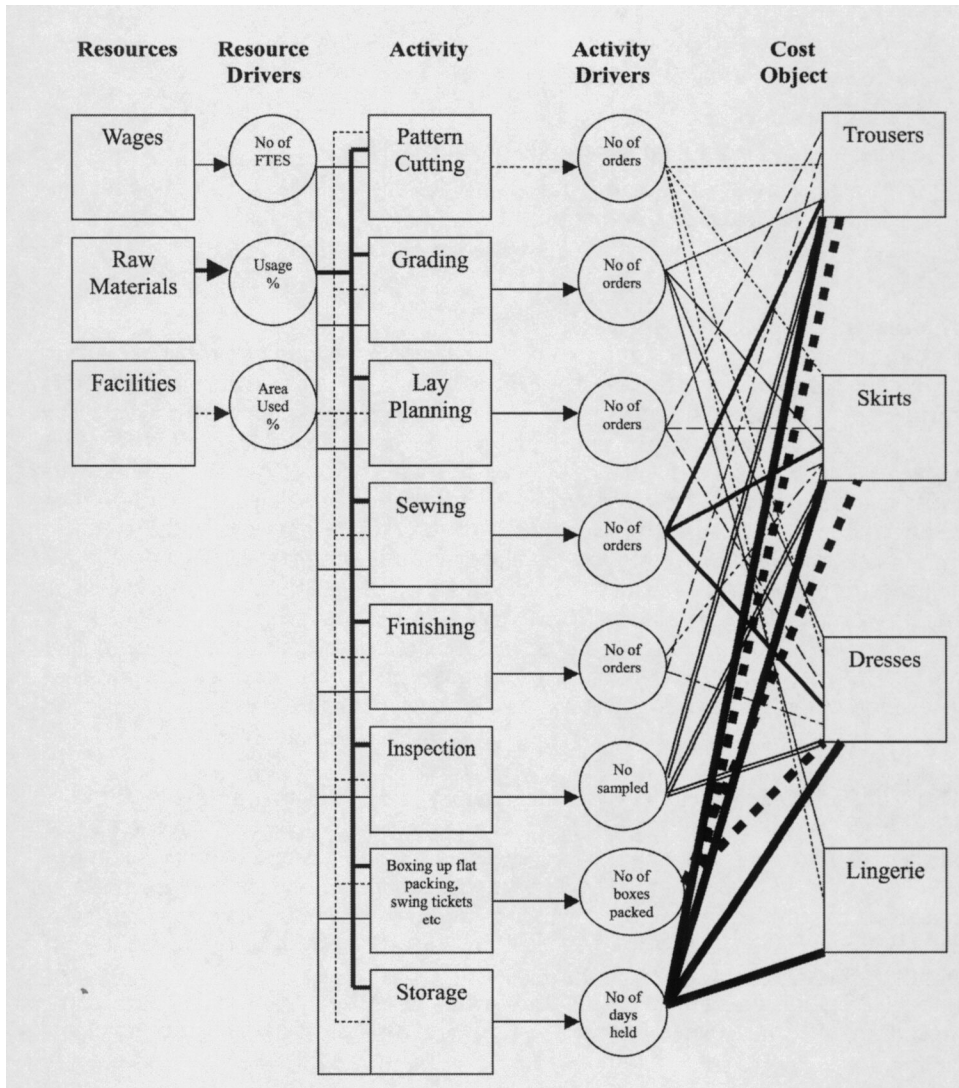 Resources
Resource
Drivers
Activity
Activity
Drivers
Cost
Object
Wages
No of
FTES
Pattern
Cutting
No of
orders
Trousers
Raw
Materials
Usage
%
Grading
No of
orders
Facilities
Area
Used
%
Lay
Planning
No of
orders
Skirts
Sewing
No of
orders
Finishing
No of
orders
Dresses
Inspection
No
sampled
Boxing up flat
packing,
swing tickets
etc
No of
boxes
packed
Lingerie
Storage
No of
days
held